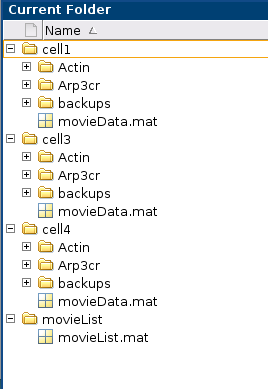 Current Folder
Name
cell1
Actin
Arp3cr
backups
movieData.mat
cell3
Actin
Arp3cr
backups
movieData.mat
cell4
Actin
Arp3cr
backups
movieData.mat
movieList
movieList.mat